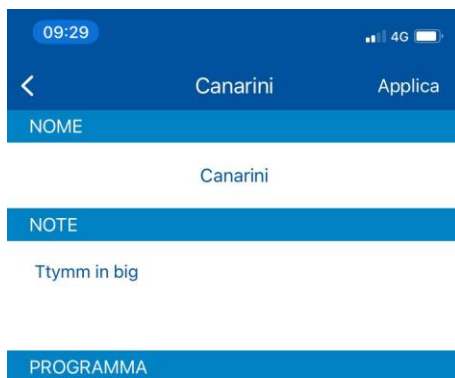 09:29
4G
Canarini
Applica
NOME
Canarini
NOTE
Ttymm in big
PROGRAMMA